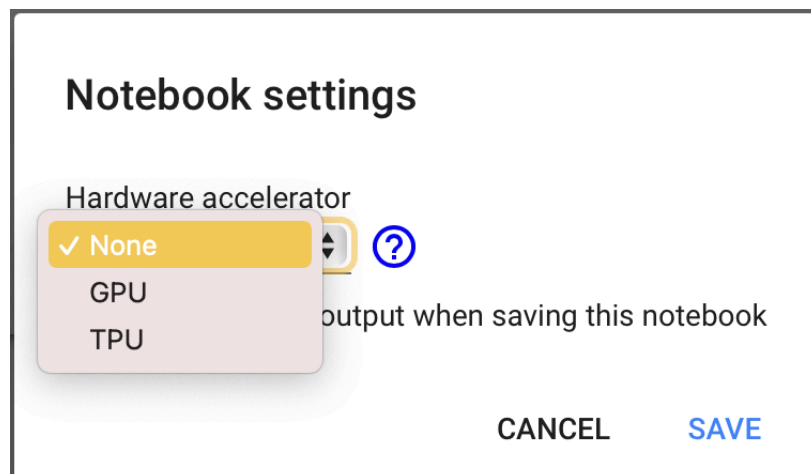 Notebook settings
Hardware accelerator
✓ None
GPU
TPU
output when saving this notebook
CANCEL SAVE